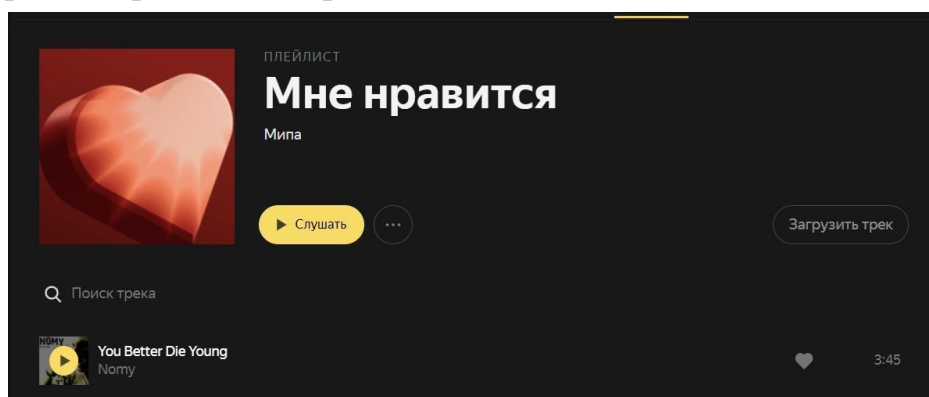 ПЛЕЙЛИСТ
Мне нравится
Мипа
Слушать
Загрузить трек
Поиск трека
NOMY
You Better Die Young
Nomy
3:45